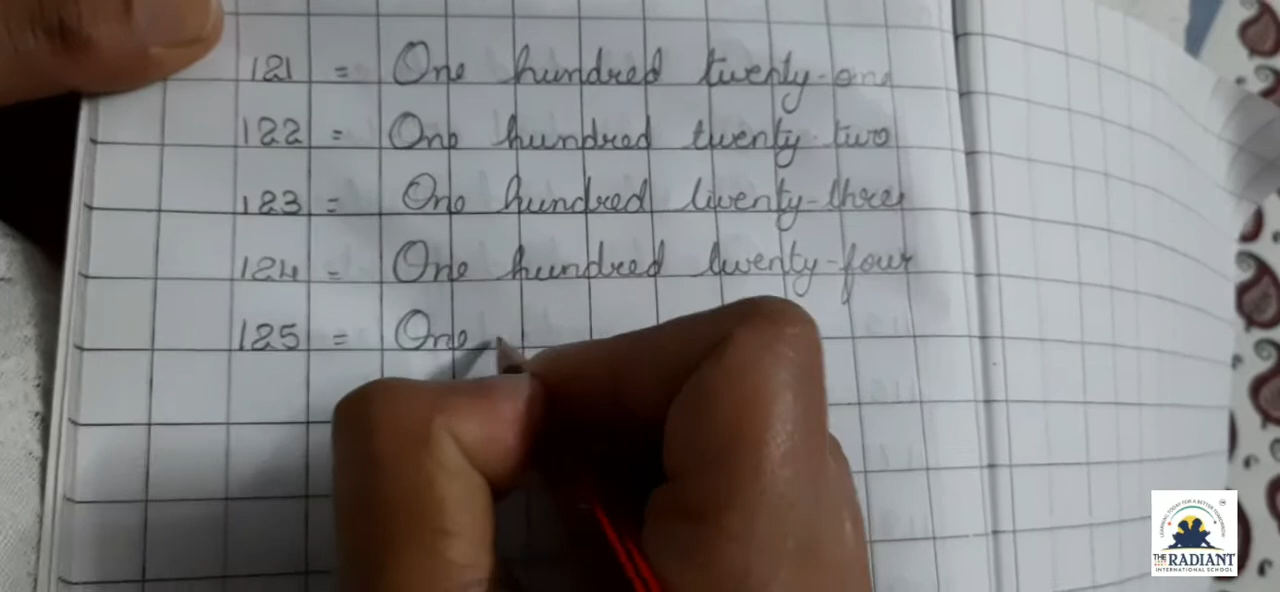 121 = One hundred twenty-one
122 = One hundred twenty-two
123 = One hundred twenty-three
124 = One hundred twenty-four
125 = One
THE RADIANT
INTERNATIONAL SCHOOL